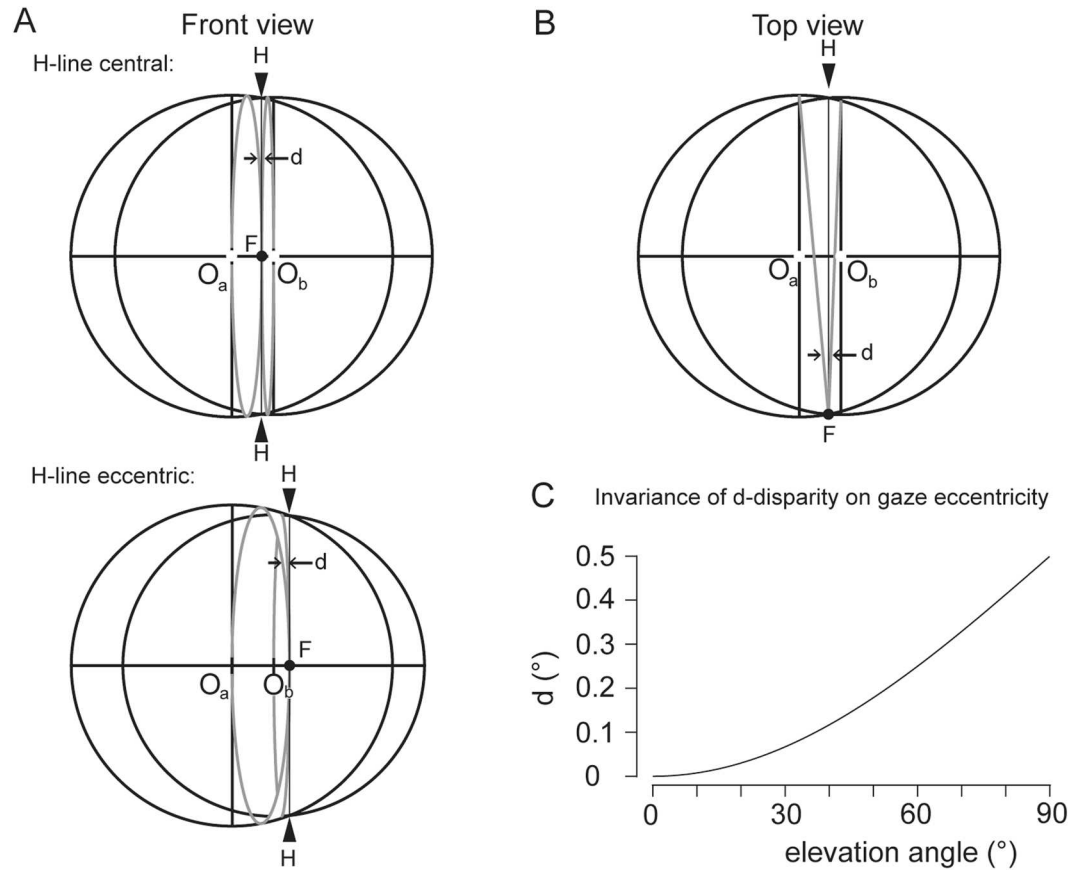 A
Front view
H-line central:
H
d
F
Oa
Ob
H
H-line eccentric:
H
d
F
Oa
Ob
H
B
Top view
H
Oa
Ob
d
F
C
Invariance of d-disparity on gaze eccentricity
d (°)
0.5
0.4
0.3
0.2
0.1
0
0
30
60
90
elevation angle (°)